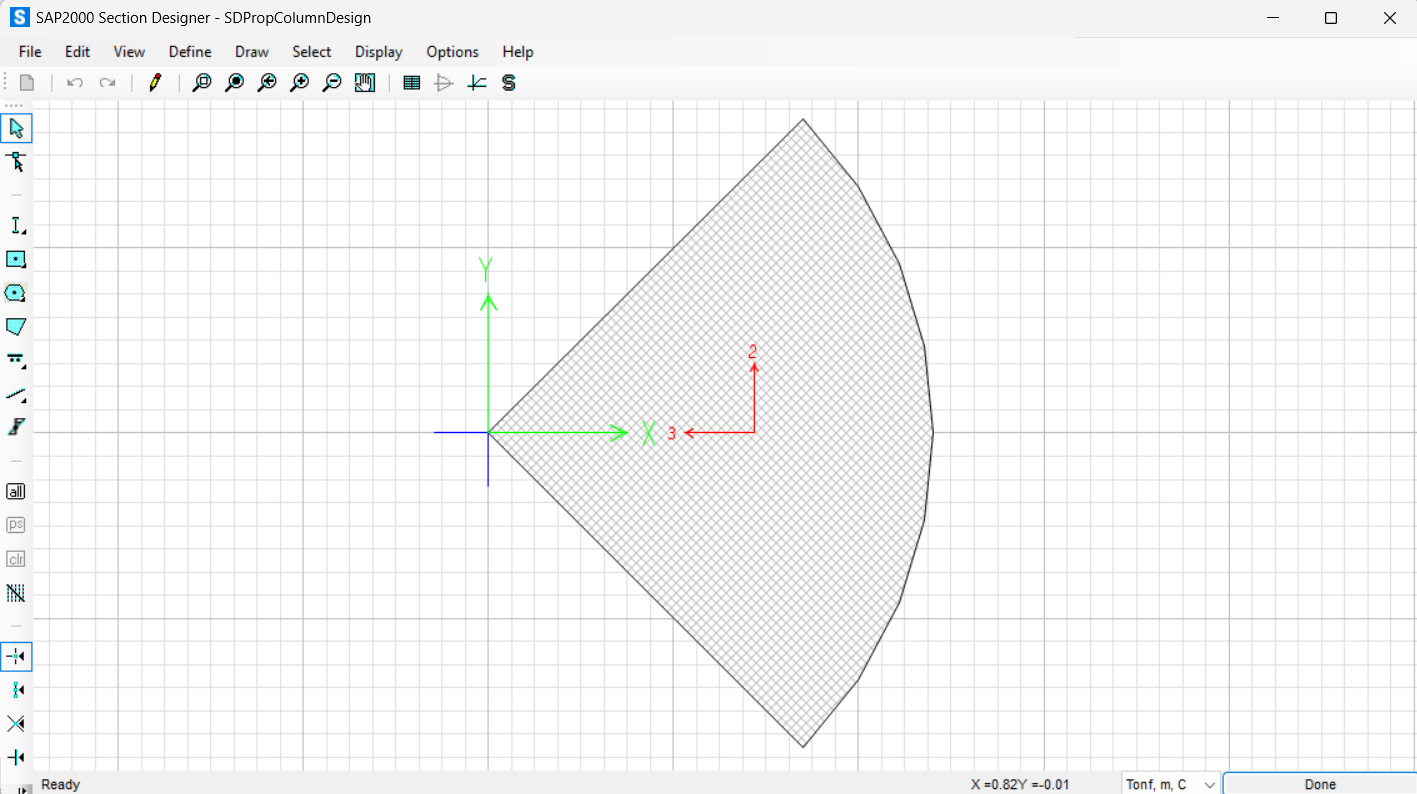 SAP2000 Section Designer - SDPropColumnDesign
File Edit View Define Draw Select Display Options Help
Y
2
X 3
all
ps
clr
Ready X =0.82Y =-0.01 Tonf, m, C Done